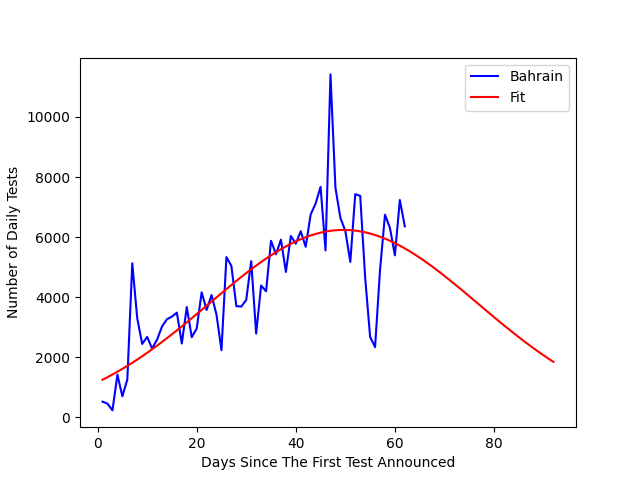 Bahrain
Fit
Number of Daily Tests
10000
8000
6000
4000
2000
0
0 20 40 60 80
Days Since The First Test Announced